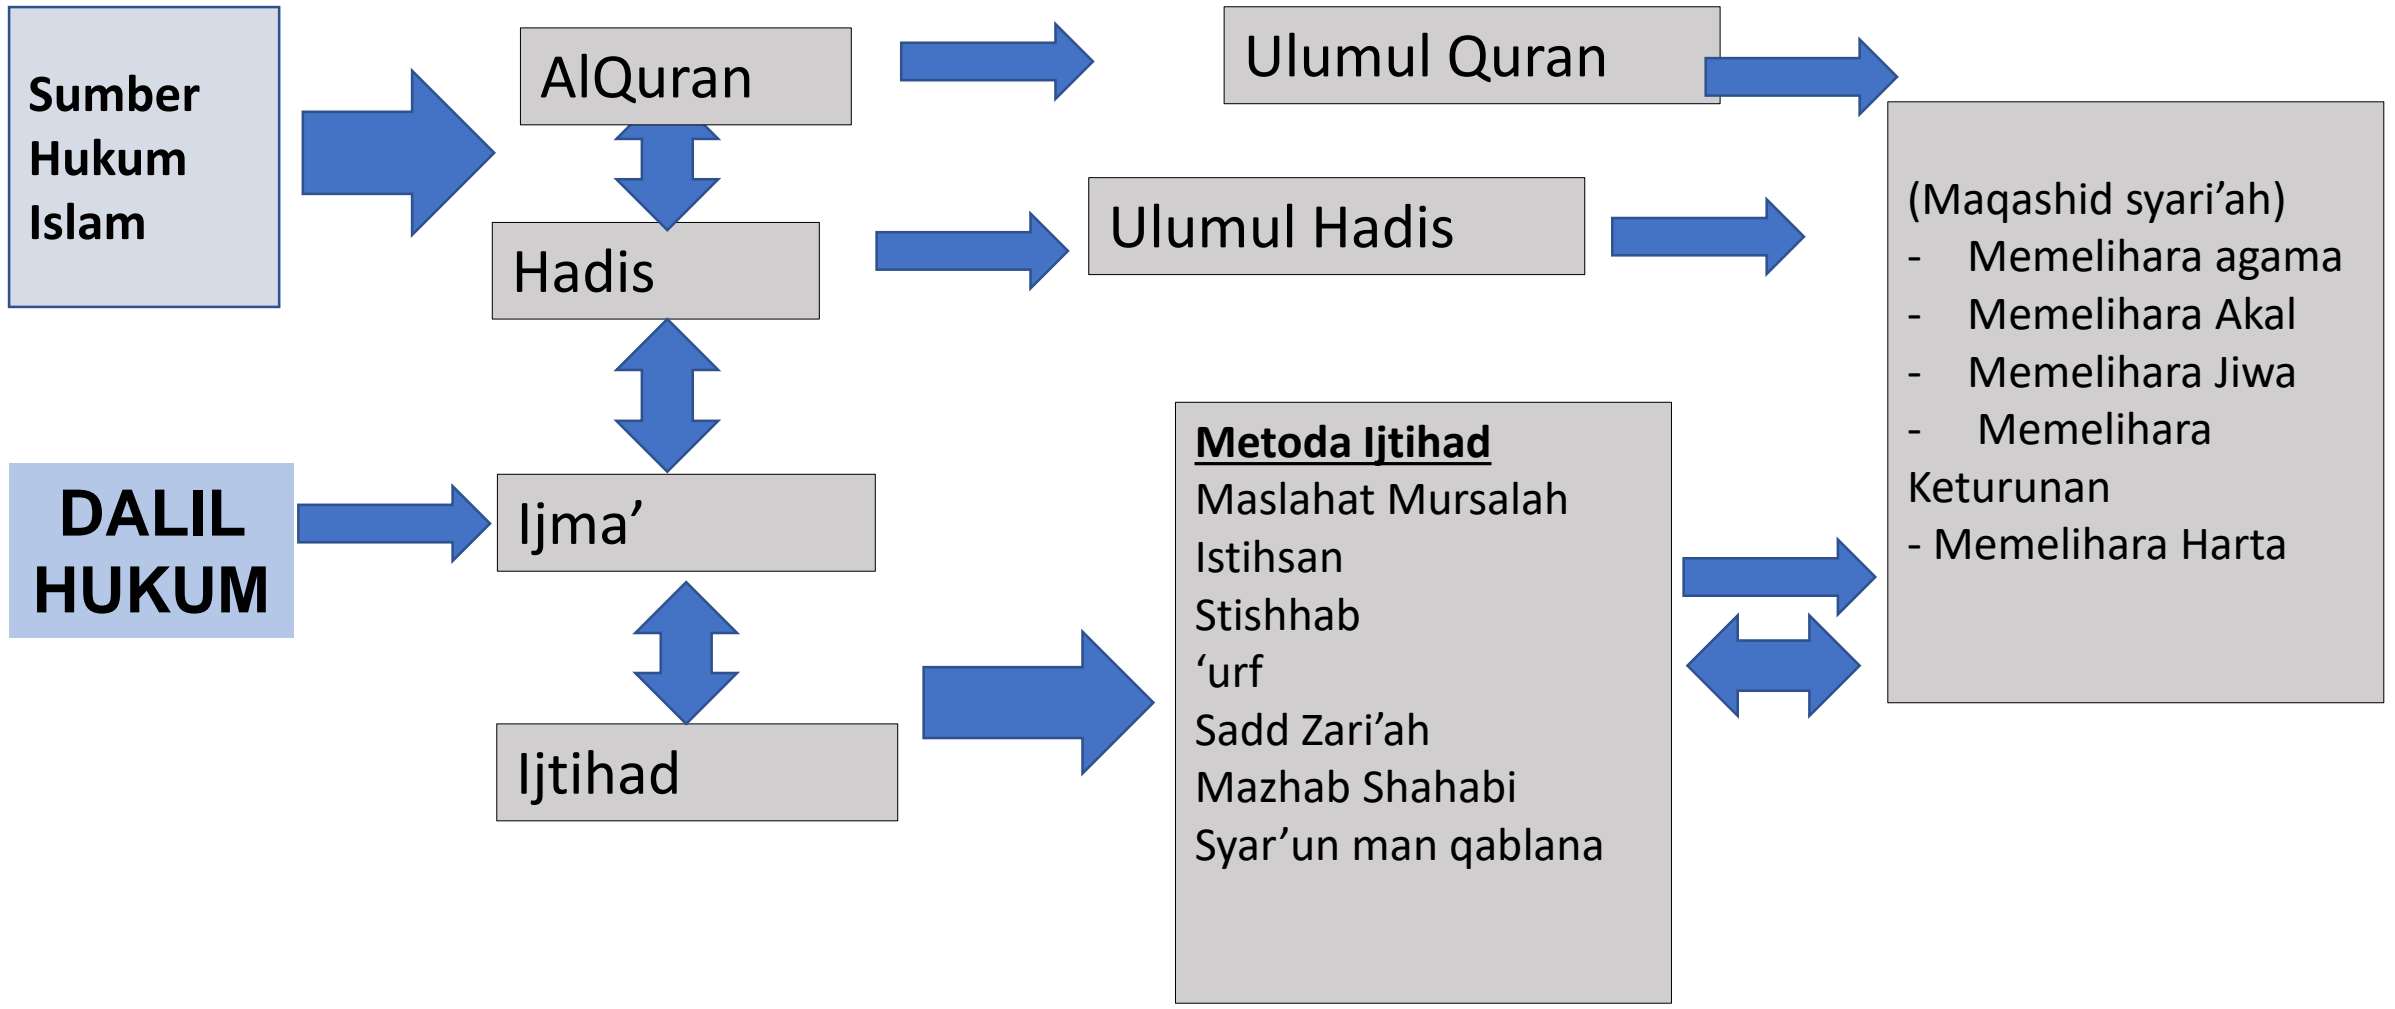 Sumber
Hukum
Islam
AlQuran
Ulumul Quran
Hadis
Ulumul Hadis
(Maqashid syari’ah)
- Memelihara agama
- Memelihara Akal
- Memelihara Jiwa
- Memelihara
Keturunan
- Memelihara Harta
DALIL
HUKUM
Ijma’
Ijtihad
Metoda Ijtihad
Maslahat Mursalah
Istihsan
Stishhab
‘urf
Sadd Zari’ah
Mazhab Shahabi
Syar’un man qablana